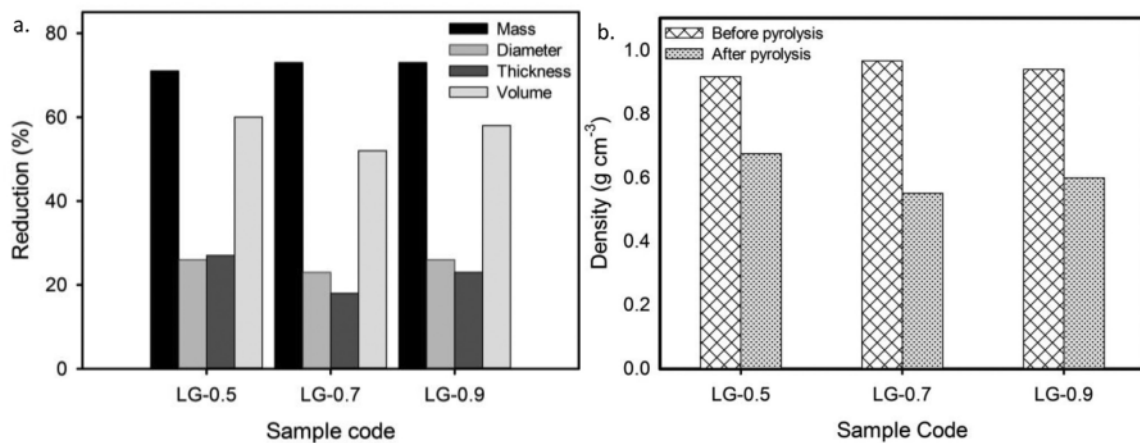 a.
Reduction (%)
80
60
40
20
0
Mass
Diameter
Thickness
Volume
LG-0.5 LG-0.7 LG-0.9
Sample code
b.
Density (g cm⁻³)
1.0
0.8
0.6
0.4
0.2
0.0
Before pyrolysis
After pyrolysis
LG-0.5 LG-0.7 LG-0.9
Sample Code